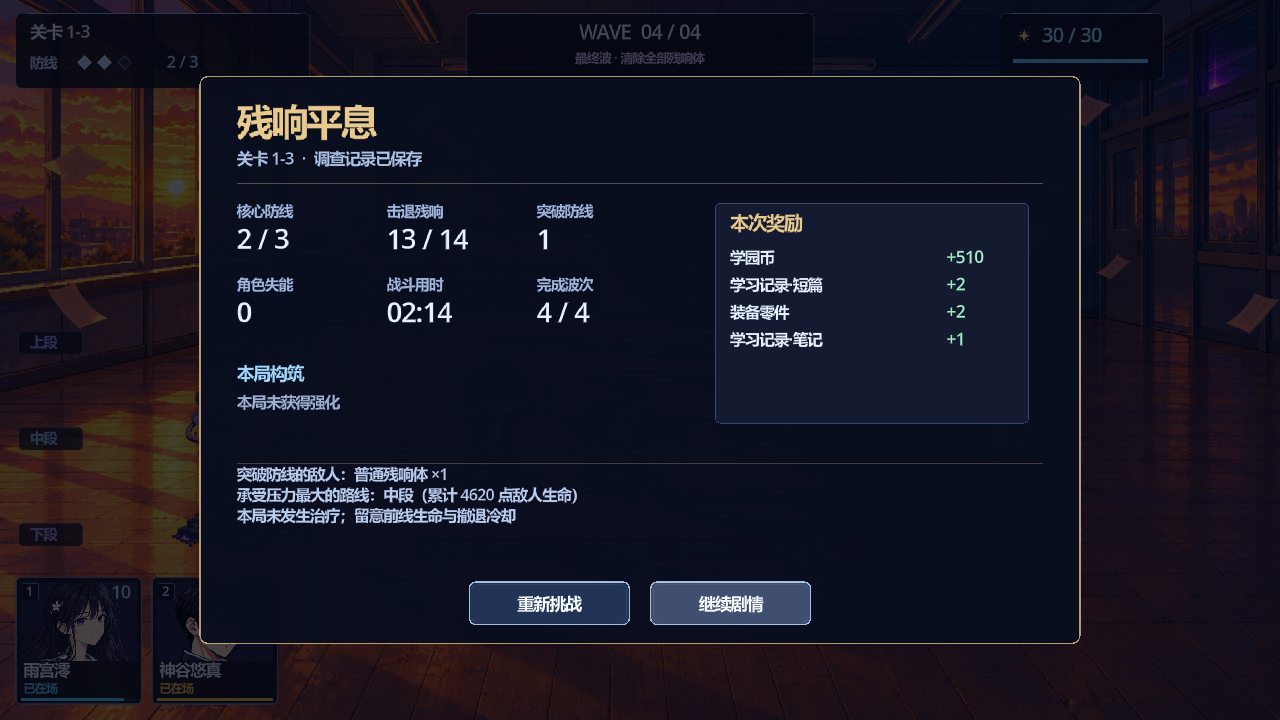 关卡 1-3
防线 2 / 3
WAVE 04 / 04
最终波 · 清除全部残响体
30 / 30
残响平息
关卡 1-3 · 调查记录已保存
核心防线 击退残响 突破防线
2 / 3 13 / 14 1
角色失能 战斗用时 完成波次
0 02:14 4 / 4
本局构筑
本局未获得强化
本次奖励
学园币 +510
学习记录·短篇 +2
装备零件 +2
学习记录·笔记 +1
突破防线的敌人：普通残响体 ×1
承受压力最大的路线：中段（累计 4620 点敌人生命）
本局未发生治疗；留意前线生命与撤退冷却
重新挑战 继续剧情
上段
中段
下段
1 10
雨宫澪
已在场
2
神谷悠真
已在场